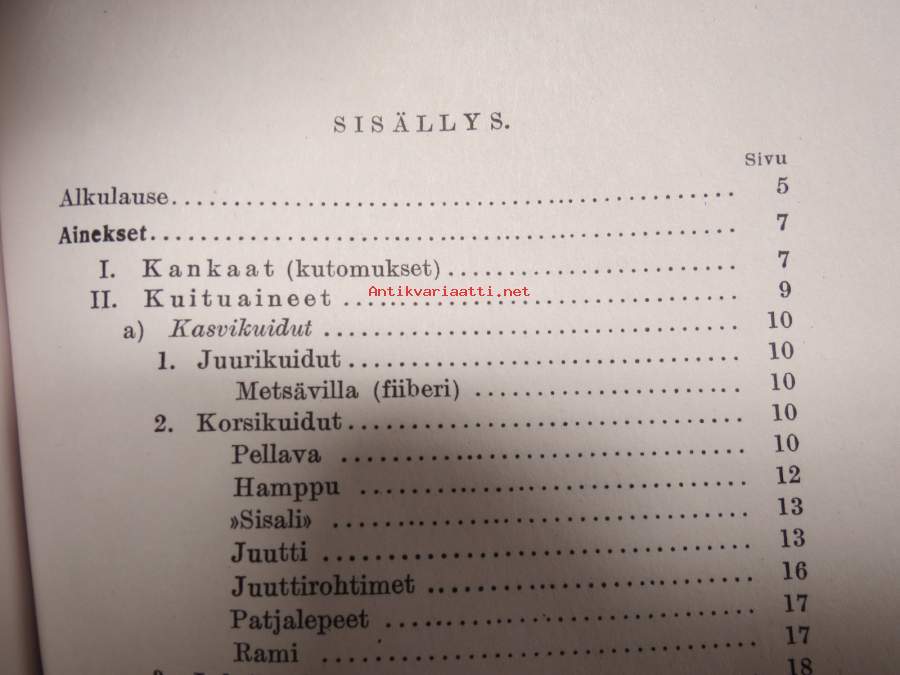 SISÄLLYS.
Sivu
Alkulause........................................................ 5
Ainekset........................................................ 7
I. Kankaat (kutomukset)............................ 7
II. Kuituaineet ........................................ 9
Antikvariaatti.net
a) Kasvikuidut ........................................ 10
1. Juurikuidut........................................ 10
Metsävilla (fiiberi) ............................ 10
2. Korsikuidut........................................ 10
Pellava ........................................ 10
Hamppu ........................................ 12
»Sisali» ........................................ 13
Juutti ........................................ 13
Juuttirohtimet ................................ 16
Patjalepeet .................................... 17
Rami ........................................ 17
18